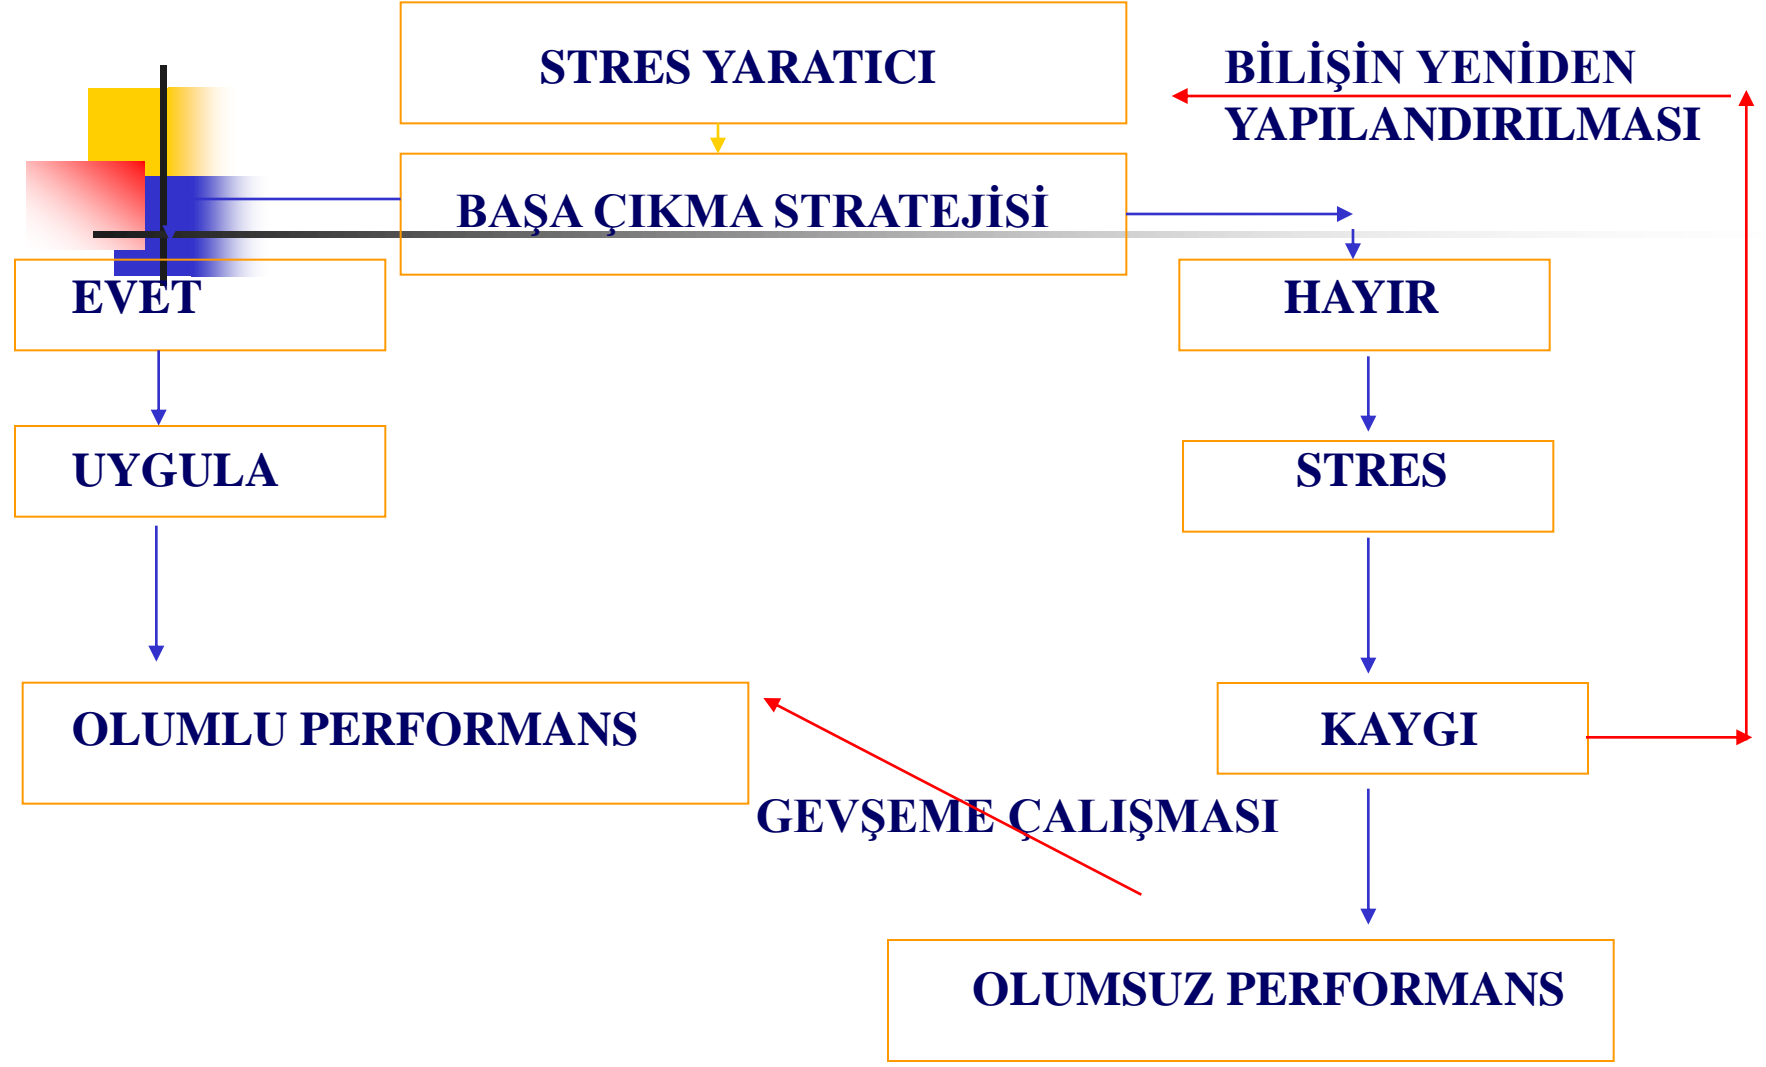 STRES YARATICI
BİLİŞİN YENİDEN
YAPILANDIRILMASI
BAŞA ÇIKMA STRATEJİSİ
EVET
HAYIR
UYGULA
STRES
OLUMLU PERFORMANS
KAYGI
GEVŞEME ÇALIŞMASI
OLUMSUZ PERFORMANS